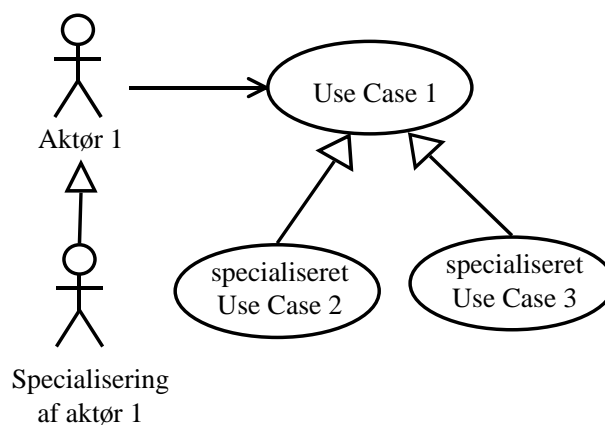 Use Case 1
Aktør 1
specialiseret
Use Case 2
specialiseret
Use Case 3
Specialisering
af aktør 1